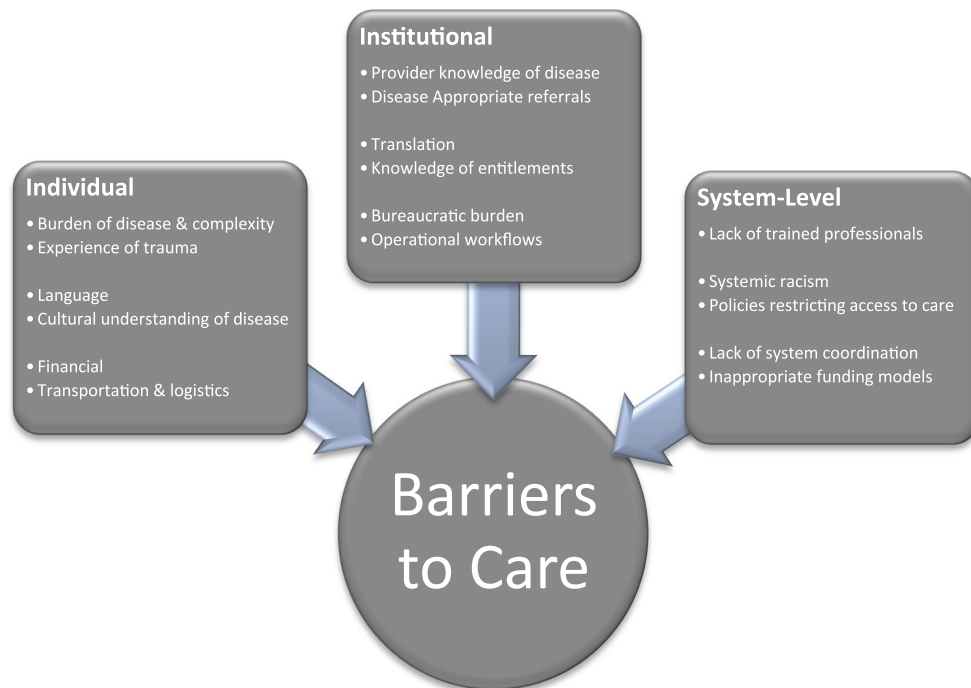 Individual
• Burden of disease & complexity
• Experience of trauma
• Language
• Cultural understanding of disease
• Financial
• Transportation & logistics
Institutional
• Provider knowledge of disease
• Disease Appropriate referrals
• Translation
• Knowledge of entitlements
• Bureaucratic burden
• Operational workflows
System-Level
• Lack of trained professionals
• Systemic racism
• Policies restricting access to care
• Lack of system coordination
• Inappropriate funding models
Barriers
to Care